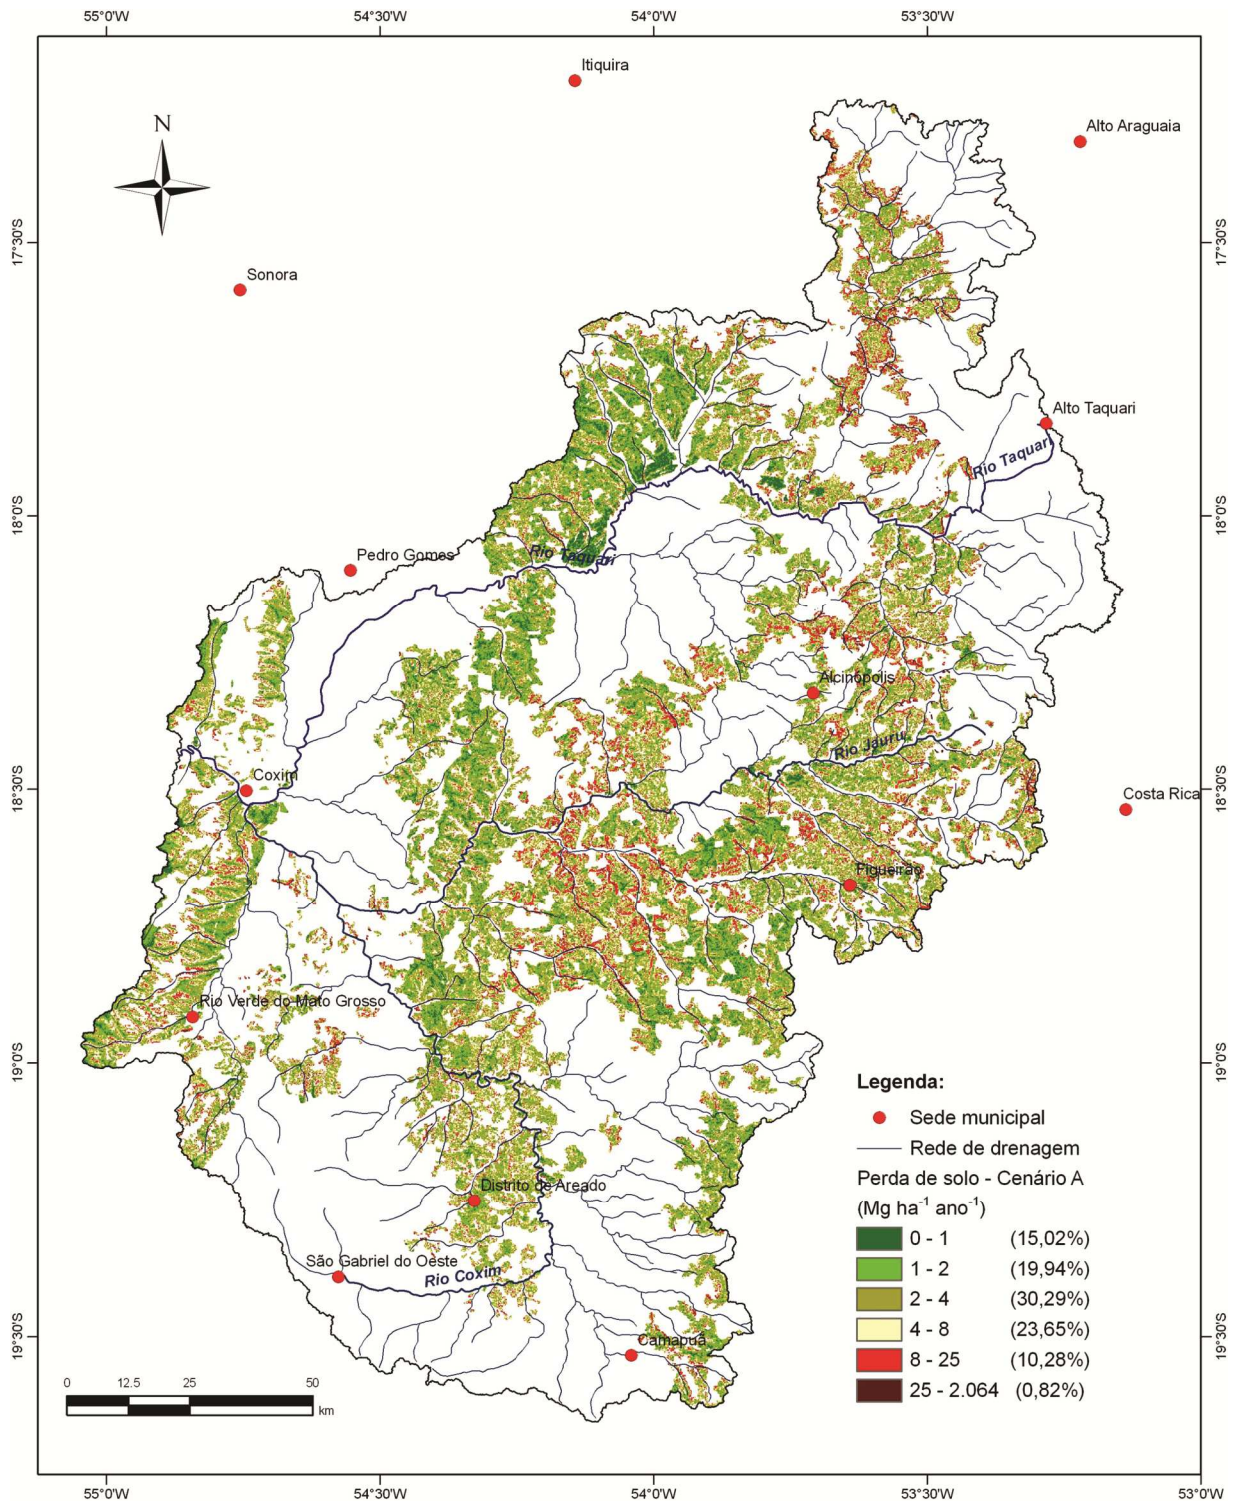 55°0'W 54°30'W 54°0'W 53°30'W
Itiquira
Alto Araguaia
N
17°30'S 17°30'S
Sonora
Alto Taquari
Rio Taquari
18°0'S 18°0'S
Pedro Gomes
Rio Taquari
Alcinópolis
Rio Jauru
Coxim
18°30'S 18°30'S
Costa Rica
Figueirão
Rio Verde do Mato Grosso
19°0'S 19°0'S
Legenda:
Sede municipal
Rede de drenagem
Perda de solo - Cenário A
(Mg ha⁻¹ ano⁻¹)
0 - 1 (15,02%)
1 - 2 (19,94%)
2 - 4 (30,29%)
4 - 8 (23,65%)
8 - 25 (10,28%)
25 - 2.064 (0,82%)
Distrito de Areado
São Gabriel do Oeste
Rio Coxim
Camapuã
19°30'S 19°30'S
0 12.5 25 50
km
55°0'W 54°30'W 54°0'W 53°30'W 53°0'W